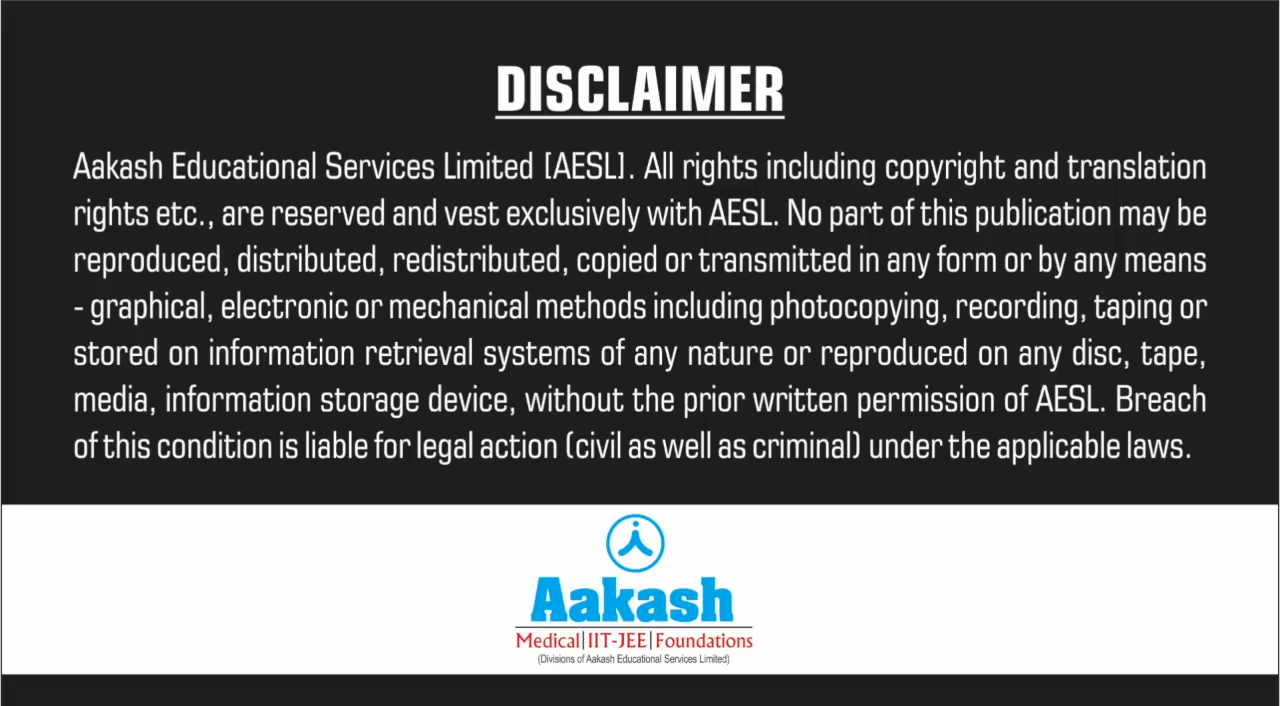 DISCLAIMER
Aakash Educational Services Limited [AESL]. All rights including copyright and translation
rights etc., are reserved and vest exclusively with AESL. No part of this publication may be
reproduced, distributed, redistributed, copied or transmitted in any form or by any means
- graphical, electronic or mechanical methods including photocopying, recording, taping or
stored on information retrieval systems of any nature or reproduced on any disc, tape,
media, information storage device, without the prior written permission of AESL. Breach
of this condition is liable for legal action (civil as well as criminal) under the applicable laws.
Aakash
Medical|IIT-JEE|Foundations
(Divisions of Aakash Educational Services Limited)